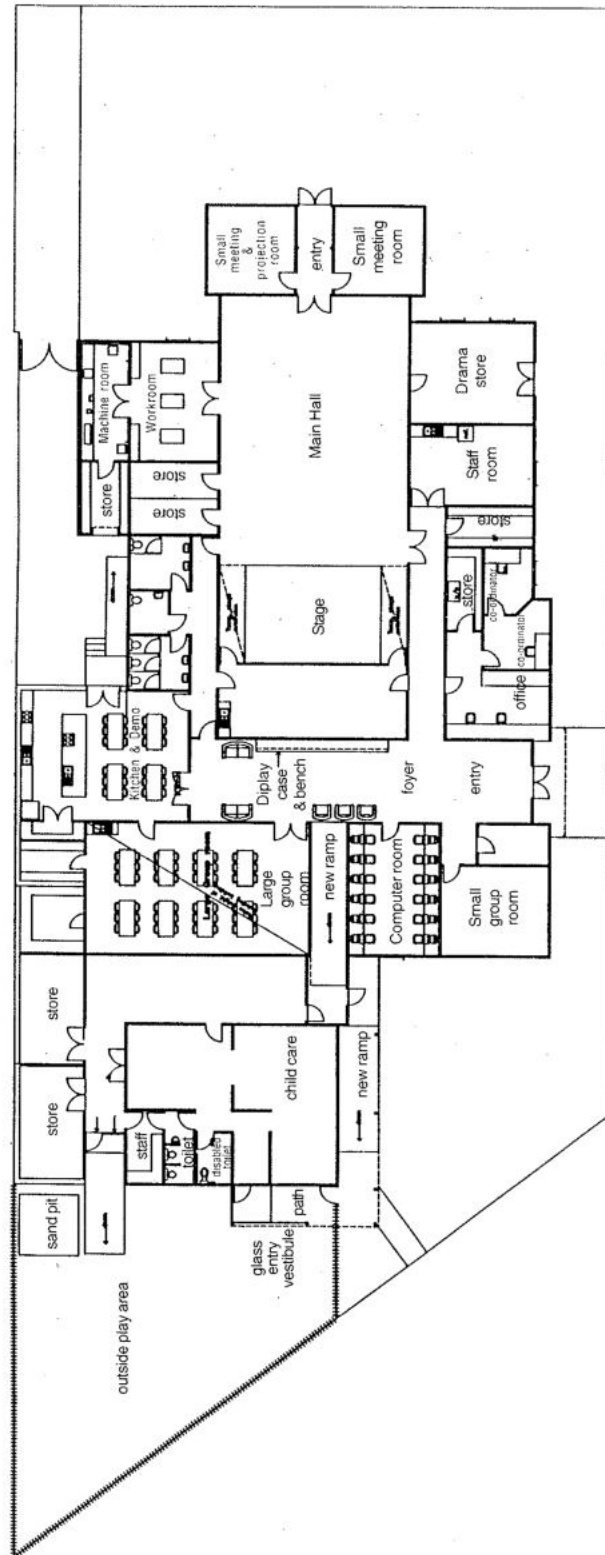 outside play area
sand pit
glass
entry
vestibule
path
staff
toilet
disabled
toilet
child care
store
store
new ramp
new ramp
Large
group
room
Computer room
Small
group
room
Kitchen & Demo
Diplay
case
& bench
foyer
entry
office
co-ordinator
co-ordinator
store
store
Stage
store
store
store
Machine room
Workroom
Main Hall
Staff
room
Drama
store
Small
meeting
&
projection
room
entry
Small
meeting
room